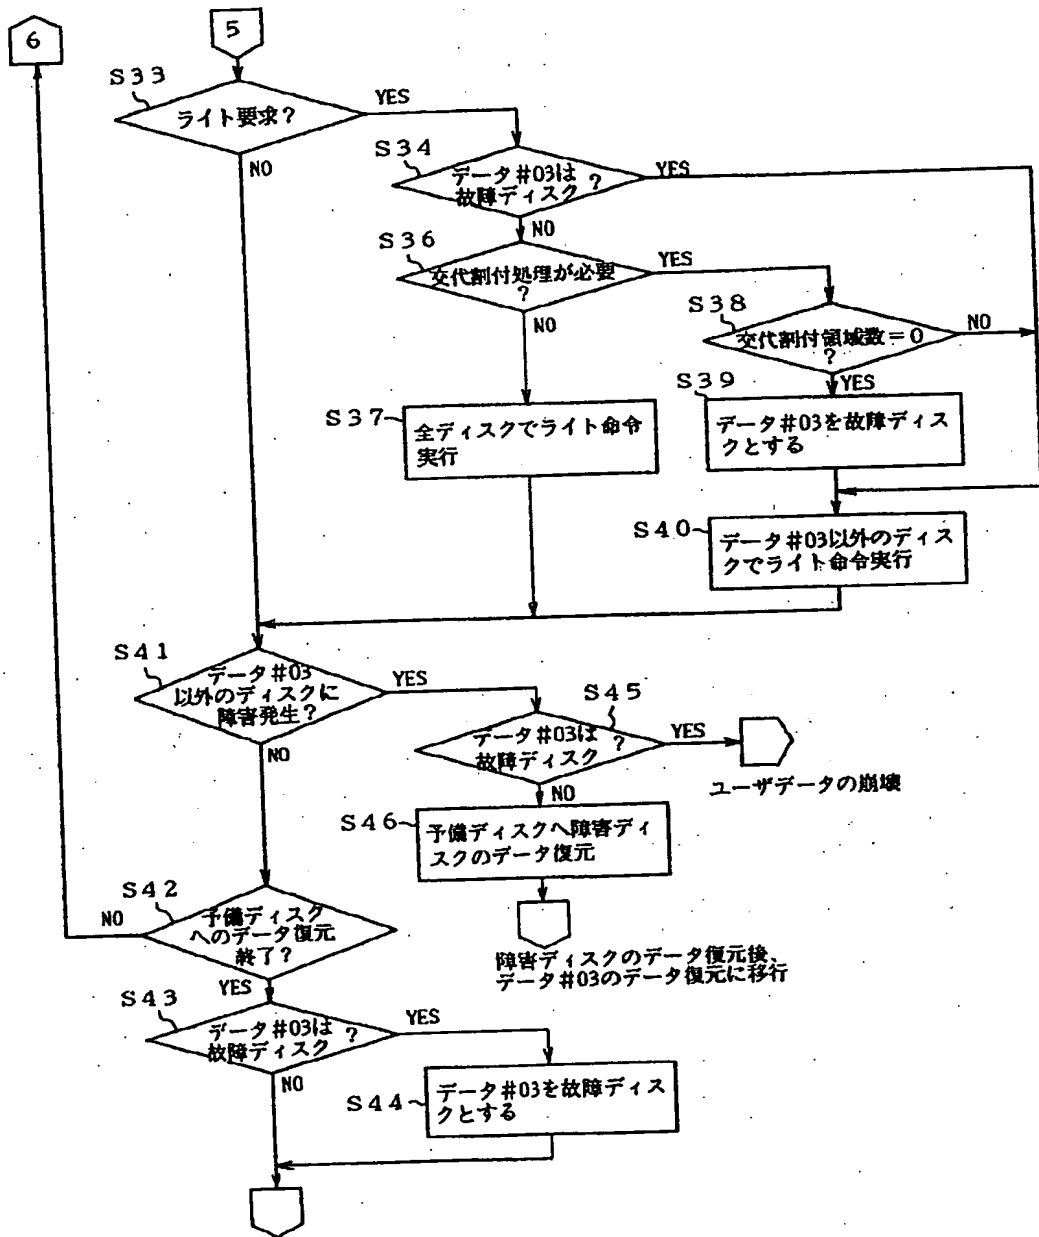 6
5
S33
ライト要求?
YES
NO
S34
データ#03は
故障ディスク
?
YES
NO
S36
交代割付処理が必要
?
YES
NO
S38
交代割付領域数=0
?
NO
YES
S37
全ディスクでライト命令
実行
S39
データ#03を故障ディス
クとする
S40
データ#03以外のディス
クでライト命令実行
S41
データ#03
以外のディスクに
障害発生?
YES
NO
S45
データ#03は
故障ディスク
?
YES
NO
ユーザデータの崩壊
S46
予備ディスクへ障害ディ
スクのデータ復元
障害ディスクのデータ復元後、
データ#03のデータ復元に移行
S42
予備ディスク
へのデータ復元
終了?
NO
YES
S43
データ#03は
故障ディスク
?
YES
NO
S44
データ#03を故障ディス
クとする